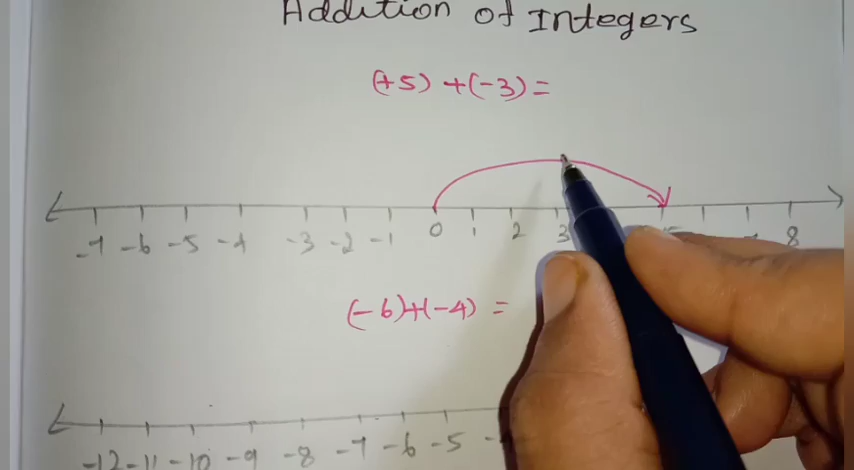 Addition of Integers
(+5) + (-3) =
-7 -6 -5 -4 -3 -2 -1 0 1 2 3 8
(-6)+(-4) =
-12 -11 -10 -9 -8 -7 -6 -5